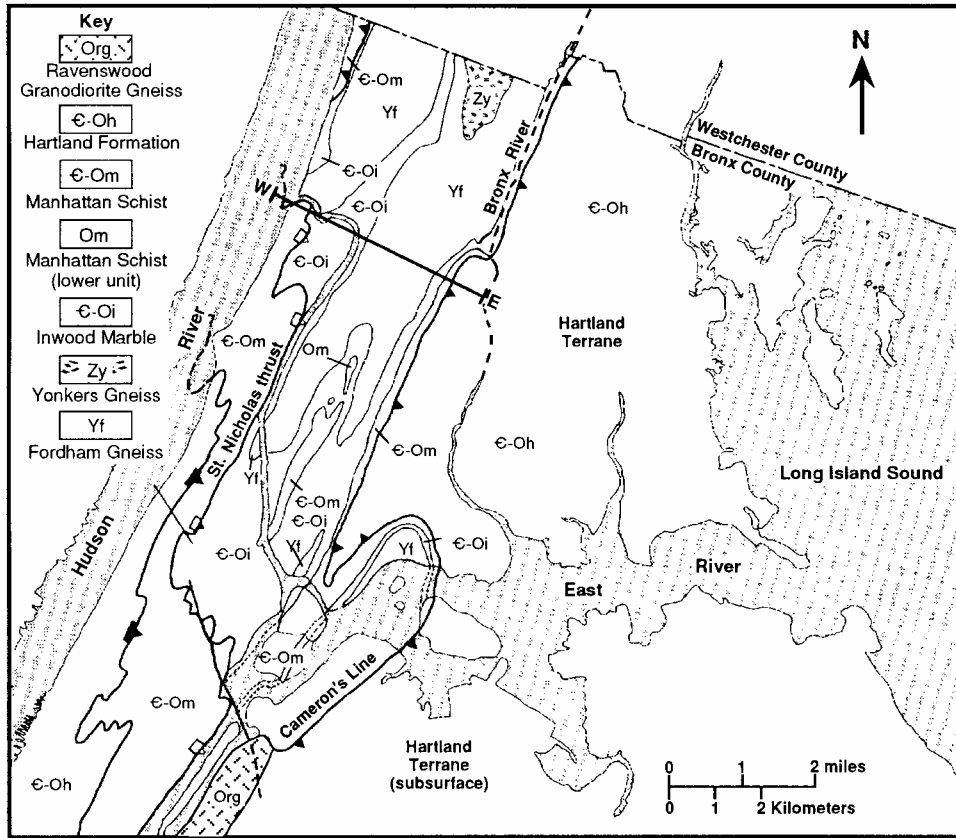 Key
Org
Ravenswood
Granodiorite Gneiss
Є-Oh
Hartland Formation
Є-Om
Manhattan Schist
Om
Manhattan Schist
(lower unit)
Є-Oi
Inwood Marble
Zy
Yonkers Gneiss
Yf
Fordham Gneiss
N
Є-Om
Yf
Zy
Є-Oi
Yf
Bronx River
Westchester County
Bronx County
W
Є-Oi
Є-Oh
Є-Oi
E
Hartland
Terrane
River
Є-Om
Om
St. Nicholas thrust
Є-Om
Є-Oh
Yf
Long Island Sound
Є-Om
Є-Oi
Hudson
Є-Oi
Yf
Yf
Є-Oi
East
River
Є-Om
Cameron's Line
Є-Om
Hartland
Terrane
(subsurface)
Є-Oh
Org
0 1 2 miles
0 1 2 Kilometers